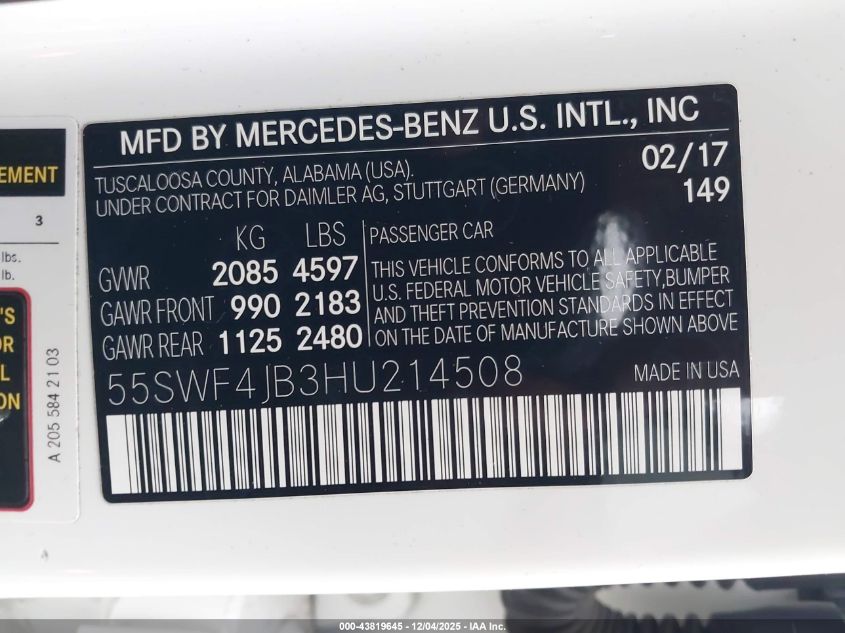 MFD BY MERCEDES-BENZ U.S. INTL., INC
TUSCALOOSA COUNTY, ALABAMA (USA).
UNDER CONTRACT FOR DAIMLER AG, STUTTGART (GERMANY)
02/17
149
KG LBS
GVWR 2085 4597
GAWR FRONT 990 2183
GAWR REAR 1125 2480
PASSENGER CAR
THIS VEHICLE CONFORMS TO ALL APPLICABLE
U.S. FEDERAL MOTOR VEHICLE SAFETY,BUMPER
AND THEFT PREVENTION STANDARDS IN EFFECT
ON THE DATE OF MANUFACTURE SHOWN ABOVE
55SWF4JB3HU214508
MADE IN USA
EMENT
3
lbs.
lb.
'S
OR
L
ON
A 205 584 21 03
000-43819645 - 12/04/2025 - IAA Inc.